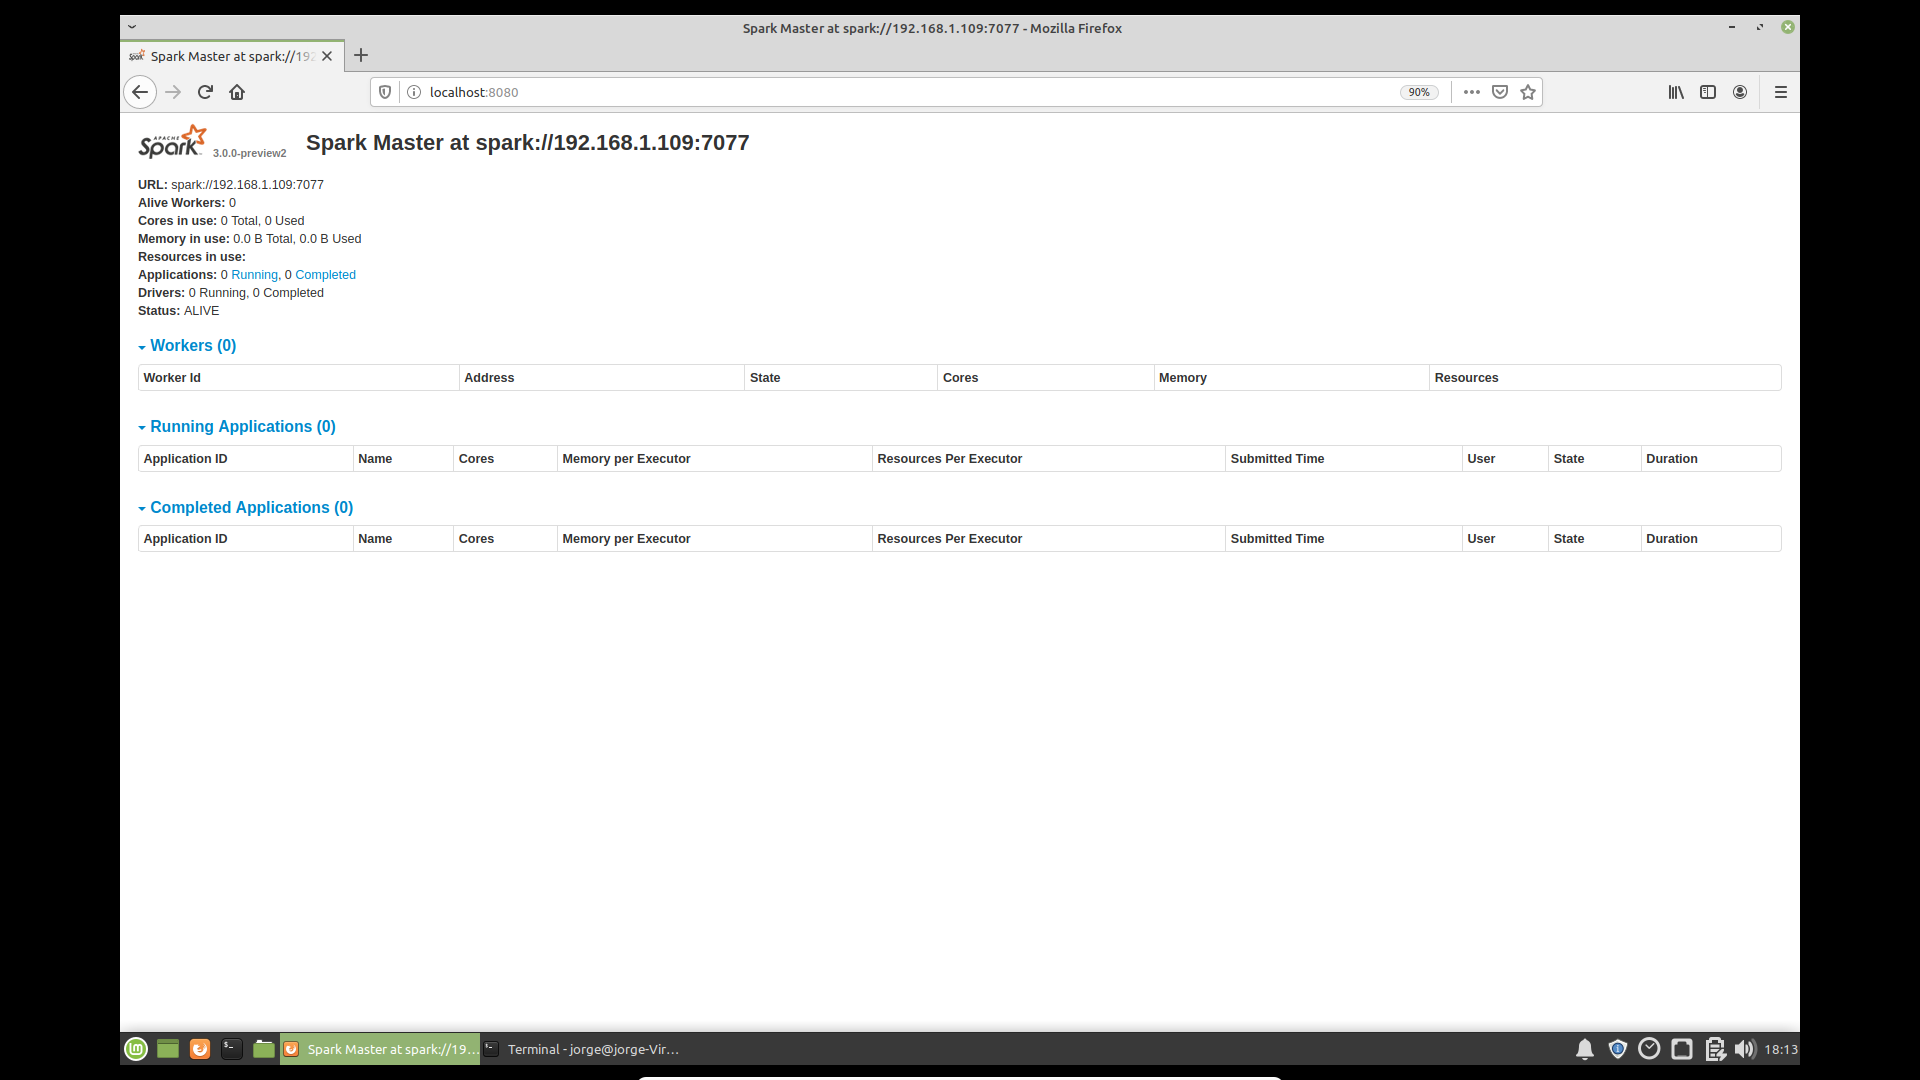 Spark Master at spark://192.168.1.109:7077 - Mozilla Firefox
Spark Master at spark://192
localhost:8080
90%
APACHE
Spark
3.0.0-preview2
Spark Master at spark://192.168.1.109:7077
URL: spark://192.168.1.109:7077
Alive Workers: 0
Cores in use: 0 Total, 0 Used
Memory in use: 0.0 B Total, 0.0 B Used
Resources in use:
Applications: 0 Running, 0 Completed
Drivers: 0 Running, 0 Completed
Status: ALIVE
Workers (0)
Worker Id Address State Cores Memory Resources
Running Applications (0)
Application ID Name Cores Memory per Executor Resources Per Executor Submitted Time User State Duration
Completed Applications (0)
Application ID Name Cores Memory per Executor Resources Per Executor Submitted Time User State Duration
Spark Master at spark://19... Terminal - jorge@jorge-Vir... 18:13